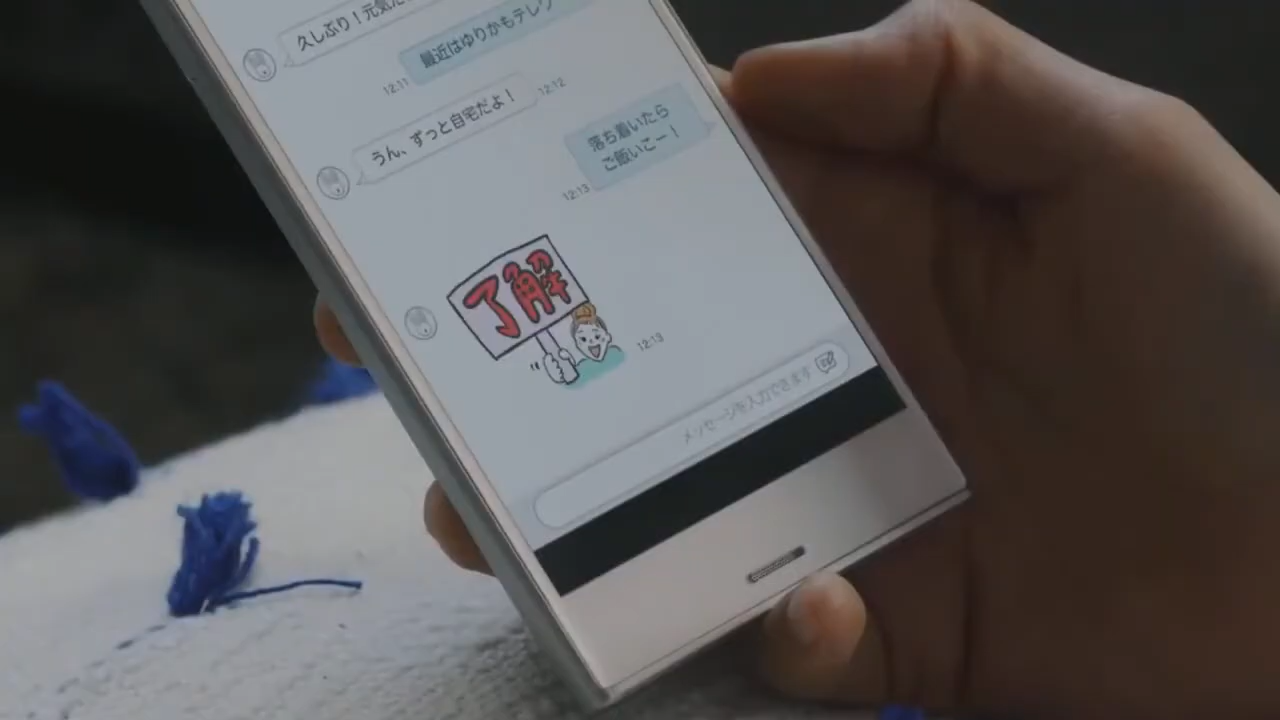 久しぶり！元気だ
最近はゆりかもテレワ
12:11
うん、ずっと自宅だよ！
12:12
落ち着いたら
ご飯いこー！
12:13
了解
12:13
メッセージを入力できます